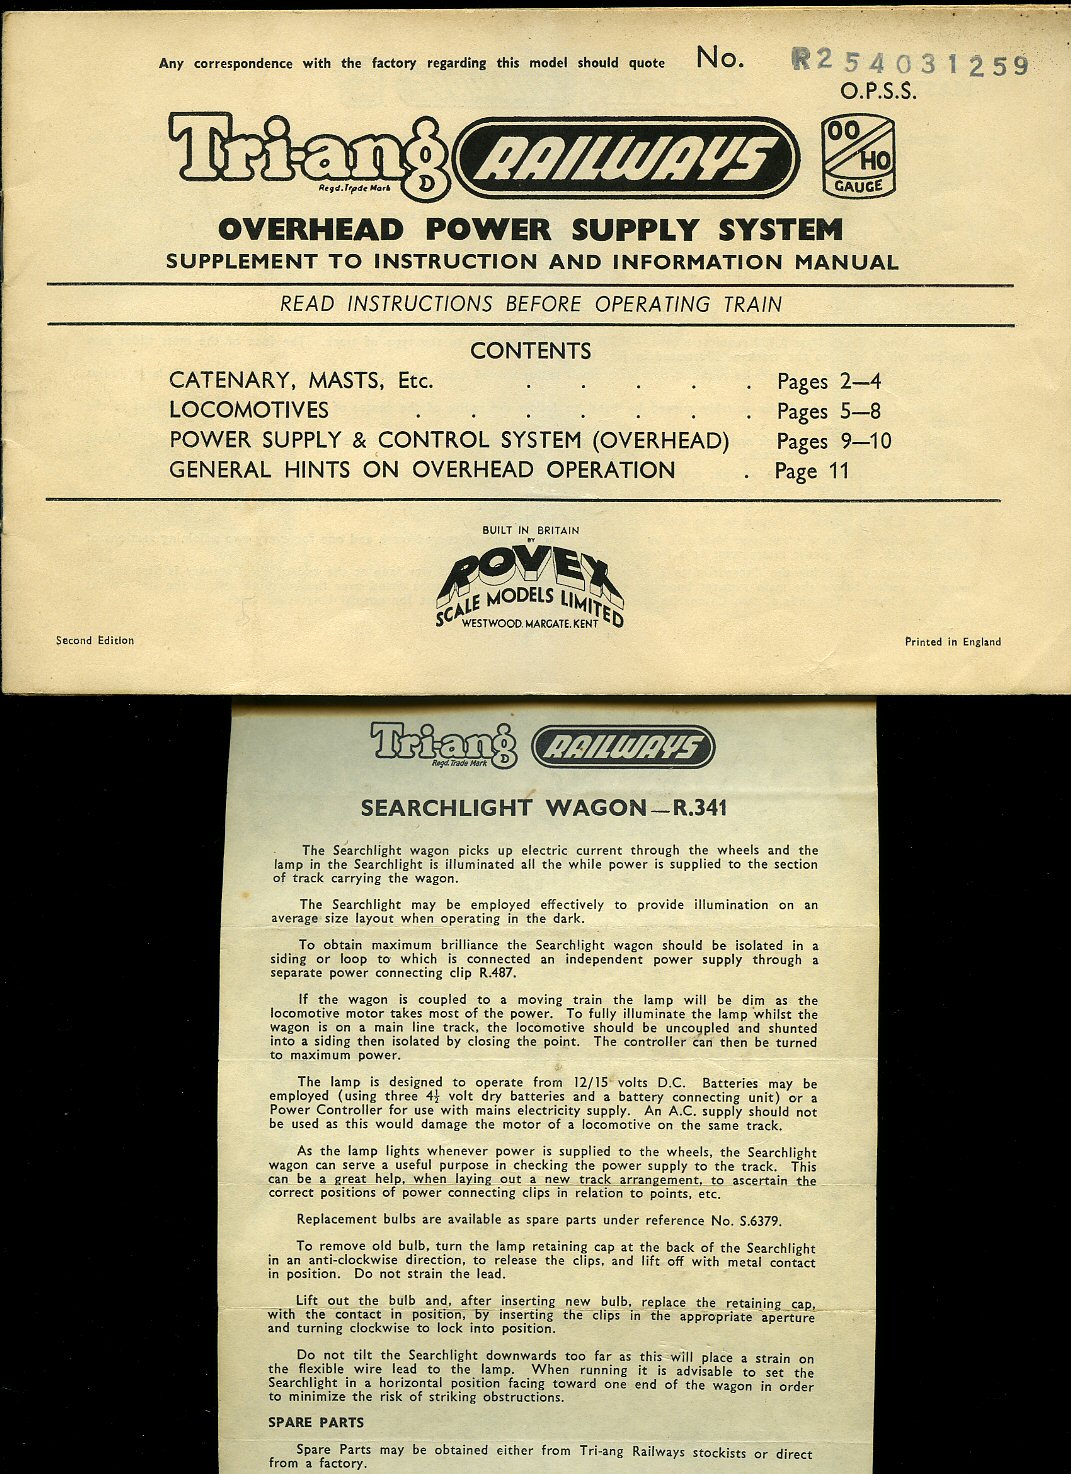 Any correspondence with the factory regarding this model should quote No. R254031259
O.P.S.S.
Tri-ang RAILWAYS OO/HO GAUGE
Regd. Trade Mark
OVERHEAD POWER SUPPLY SYSTEM
SUPPLEMENT TO INSTRUCTION AND INFORMATION MANUAL
READ INSTRUCTIONS BEFORE OPERATING TRAIN
CONTENTS
CATENARY, MASTS, Etc. . . . . . Pages 2—4
LOCOMOTIVES . . . . . . . Pages 5—8
POWER SUPPLY & CONTROL SYSTEM (OVERHEAD) Pages 9—10
GENERAL HINTS ON OVERHEAD OPERATION . Page 11
BUILT IN BRITAIN
BY
ROVEX
SCALE MODELS LIMITED
WESTWOOD. MARGATE. KENT
Second Edition Printed in England
Tri-ang RAILWAYS
Regd. Trade Mark
SEARCHLIGHT WAGON—R.341
The Searchlight wagon picks up electric current through the wheels and the
lamp in the Searchlight is illuminated all the while power is supplied to the section
of track carrying the wagon.
The Searchlight may be employed effectively to provide illumination on an
average size layout when operating in the dark.
To obtain maximum brilliance the Searchlight wagon should be isolated in a
siding or loop to which is connected an independent power supply through a
separate power connecting clip R.487.
If the wagon is coupled to a moving train the lamp will be dim as the
locomotive motor takes most of the power. To fully illuminate the lamp whilst the
wagon is on a main line track, the locomotive should be uncoupled and shunted
into a siding then isolated by closing the point. The controller can then be turned
to maximum power.
The lamp is designed to operate from 12/15 volts D.C. Batteries may be
employed (using three 4½ volt dry batteries and a battery connecting unit) or a
Power Controller for use with mains electricity supply. An A.C. supply should not
be used as this would damage the motor of a locomotive on the same track.
As the lamp lights whenever power is supplied to the wheels, the Searchlight
wagon can serve a useful purpose in checking the power supply to the track. This
can be a great help, when laying out a new track arrangement, to ascertain the
correct positions of power connecting clips in relation to points, etc.
Replacement bulbs are available as spare parts under reference No. S.6379.
To remove old bulb, turn the lamp retaining cap at the back of the Searchlight
in an anti-clockwise direction, to release the clips, and lift off with metal contact
in position. Do not strain the lead.
Lift out the bulb and, after inserting new bulb, replace the retaining cap,
with the contact in position, by inserting the clips in the appropriate aperture
and turning clockwise to lock into position.
Do not tilt the Searchlight downwards too far as this will place a strain on
the flexible wire lead to the lamp. When running it is advisable to set the
Searchlight in a horizontal position facing toward one end of the wagon in order
to minimize the risk of striking obstructions.
SPARE PARTS
Spare Parts may be obtained either from Tri-ang Railways stockists or direct
from a factory.